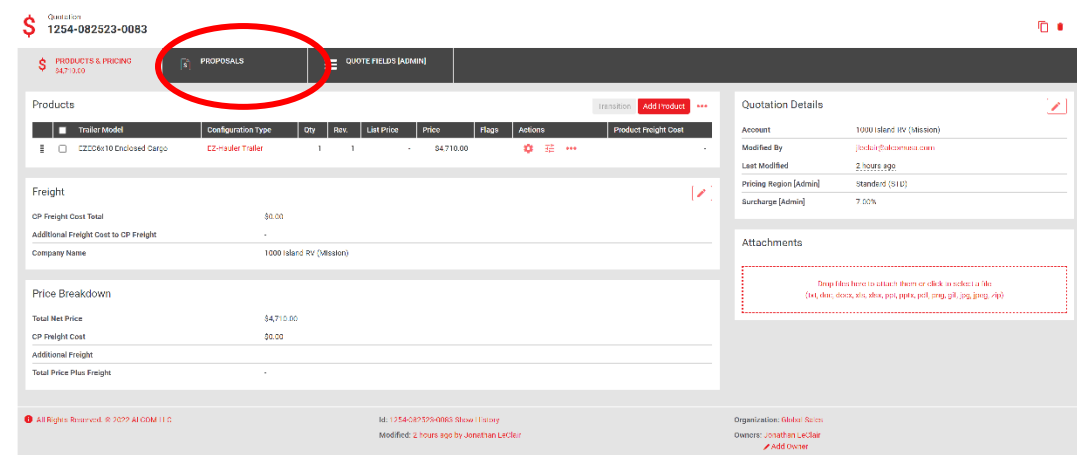 Quotation
1254-082523-0083
PRODUCTS & PRICING
$4,710.00
PROPOSALS
QUOTE FIELDS [ADMIN]
Products
Transition
Add Product
Trailer Model Configuration Type Qty Rev. List Price Price Flags Actions Product Freight Cost
EZEC6x10 Enclosed Cargo EZ-Hauler Trailer 1 1 - $4,710.00 -
Freight
CP Freight Cost Total $0.00
Additional Freight Cost to CP Freight -
Company Name 1000 Island RV (Mission)
Price Breakdown
Total Net Price $4,710.00
CP Freight Cost $0.00
Additional Freight
Total Price Plus Freight -
Quotation Details
Account 1000 Island RV (Mission)
Modified By jleclair@alcomusa.com
Last Modified 2 hours ago
Pricing Region [Admin] Standard (STD)
Surcharge [Admin] 7.00%
Attachments
Drop files here to attach them or click to select a file
(txt, doc, docx, xls, xlsx, ppt, pptx, pdf, png, gif, jpg, jpeg, zip)
All Rights Reserved. © 2022 ALCOM LLC
Id: 1254-082523-0083 Show History
Modified: 2 hours ago by Jonathan LeClair
Organization: Global Sales
Owners: Jonathan LeClair
Add Owner